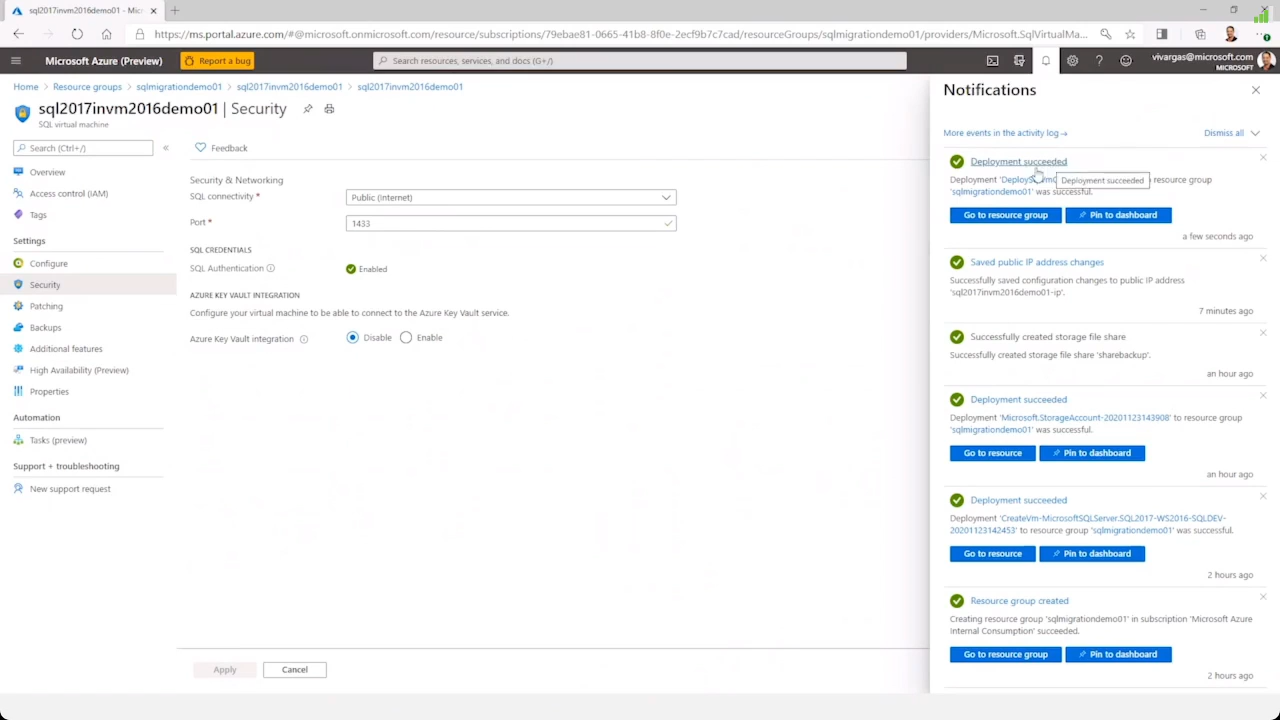 sql2017invm2016demo01 - Micr
https://ms.portal.azure.com/#@microsoft.onmicrosoft.com/resource/subscriptions/79ebae81-0665-41b8-8f0e-2ecf9b7c7cad/resourceGroups/sqlmigrationdemo01/providers/Microsoft.SqlVirtualMa...
Microsoft Azure (Preview)
Report a bug
Search resources, services, and docs (G+/)
vivargas@microsoft.com
MICROSOFT
Home > Resource groups > sqlmigrationdemo01 > sql2017invm2016demo01 > sql2017invm2016demo01
sql2017invm2016demo01 | Security
SQL virtual machine
Search (Ctrl+/)
«
Overview
Access control (IAM)
Tags
Settings
Configure
Security
Patching
Backups
Additional features
High Availability (Preview)
Properties
Automation
Tasks (preview)
Support + troubleshooting
New support request
Feedback
Security & Networking
SQL connectivity *
Public (Internet)
Port *
1433
SQL CREDENTIALS
SQL Authentication
Enabled
AZURE KEY VAULT INTEGRATION
Configure your virtual machine to be able to connect to the Azure Key Vault service.
Azure Key Vault integration
Disable
Enable
Apply
Cancel
Notifications
More events in the activity log →
Dismiss all
Deployment succeeded
Deployment succeeded
resource group
'sqlmigrationdemo01' was successful.
Go to resource group
Pin to dashboard
a few seconds ago
Saved public IP address changes
Successfully saved configuration changes to public IP address
'sql2017invm2016demo01-ip'.
7 minutes ago
Successfully created storage file share
Successfully created storage file share 'sharebackup'.
an hour ago
Deployment succeeded
Deployment 'Microsoft.StorageAccount-20201123143908' to resource group
'sqlmigrationdemo01' was successful.
Go to resource
Pin to dashboard
an hour ago
Deployment succeeded
Deployment 'CreateVm-MicrosoftSQLServer.SQL2017-WS2016-SQLDEV-
20201123142453' to resource group 'sqlmigrationdemo01' was successful.
Go to resource
Pin to dashboard
2 hours ago
Resource group created
Creating resource group 'sqlmigrationdemo01' in subscription 'Microsoft Azure
Internal Consumption' succeeded.
Go to resource group
Pin to dashboard
2 hours ago